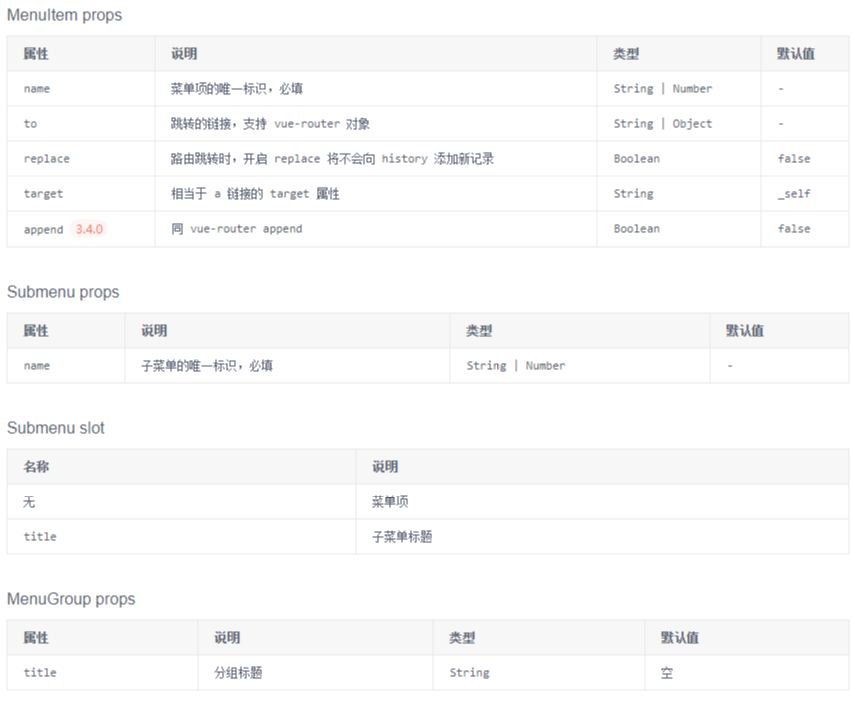 MenuItem props
属性 说明 类型 默认值
name 菜单项的唯一标识，必填 String | Number -
to 跳转的链接，支持 vue-router 对象 String | Object -
replace 路由跳转时，开启 replace 将不会向 history 添加新记录 Boolean false
target 相当于 a 链接的 target 属性 String _self
append 3.4.0 同 vue-router append Boolean false
Submenu props
属性 说明 类型 默认值
name 子菜单的唯一标识，必填 String | Number -
Submenu slot
名称 说明
无 菜单项
title 子菜单标题
MenuGroup props
属性 说明 类型 默认值
title 分组标题 String 空